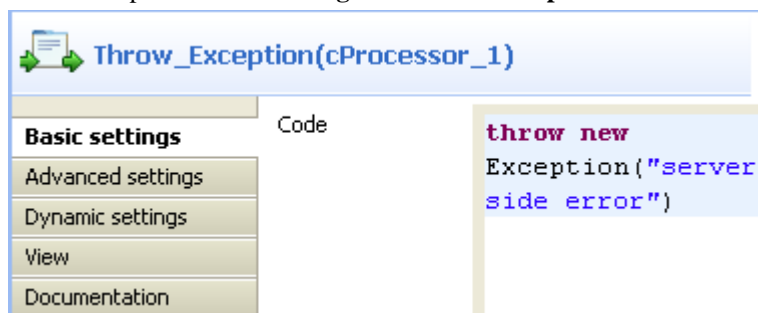 Throw_Exception(cProcessor_1)
Basic settings
Advanced settings
Dynamic settings
View
Documentation
Code
throw new
Exception("server
side error")